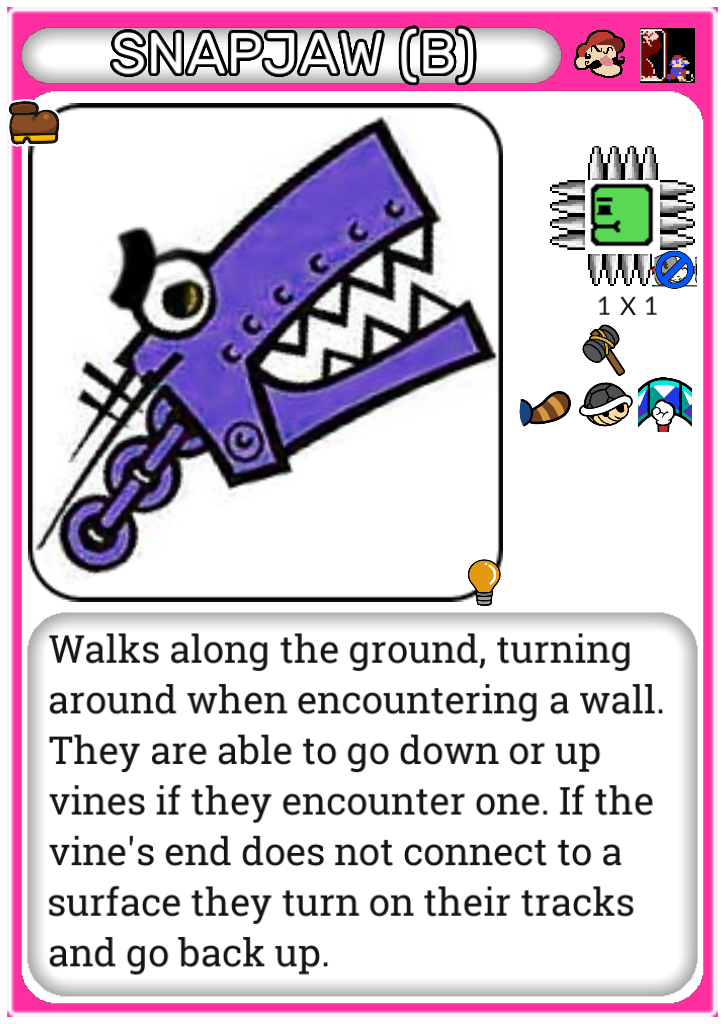 SNAPJAW (B)
1 X 1
Walks along the ground, turning
around when encountering a wall.
They are able to go down or up
vines if they encounter one. If the
vine's end does not connect to a
surface they turn on their tracks
and go back up.